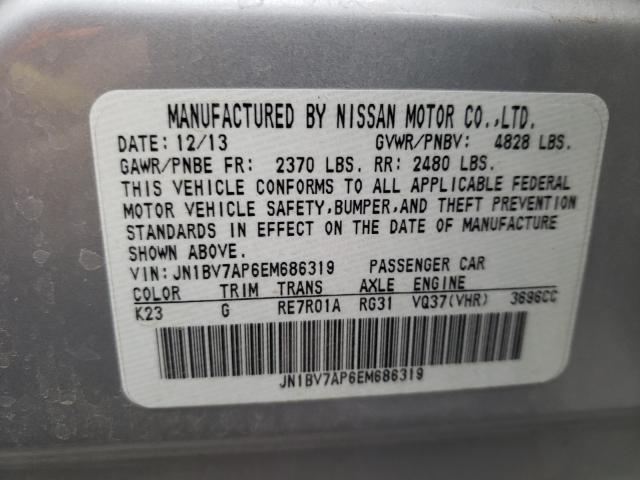 MANUFACTURED BY NISSAN MOTOR CO.,LTD.
DATE: 12/13 GVWR/PNBV: 4828 LBS.
GAWR/PNBE FR: 2370 LBS. RR: 2480 LBS.
THIS VEHICLE CONFORMS TO ALL APPLICABLE FEDERAL
MOTOR VEHICLE SAFETY,BUMPER,AND THEFT PREVENTION
STANDARDS IN EFFECT ON THE DATE OF MANUFACTURE
SHOWN ABOVE.
VIN: JN1BV7AP6EM686319 PASSENGER CAR
COLOR TRIM TRANS AXLE ENGINE
K23 G RE7R01A RG31 VQ37(VHR) 3696CC
JN1BV7AP6EM686319